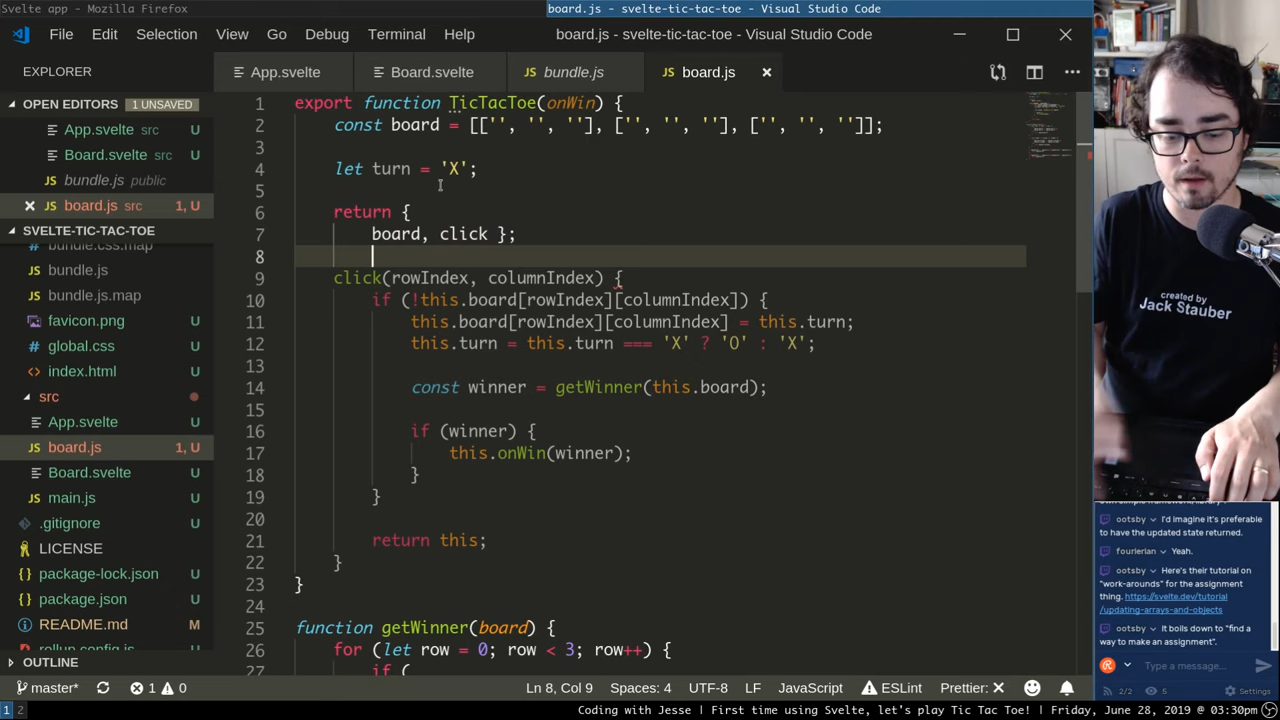 Svelte app - Mozilla Firefox
board.js - svelte-tic-tac-toe - Visual Studio Code
File Edit Selection View Go Debug Terminal Help
board.js - svelte-tic-tac-toe - Visual Studio Code
EXPLORER
App.svelte
Board.svelte
bundle.js
board.js
OPEN EDITORS 1 UNSAVED
App.svelte src U
Board.svelte src U
bundle.js public
board.js src 1, U
SVELTE-TIC-TAC-TOE
bundle.css.map U
bundle.js U
bundle.js.map U
favicon.png U
global.css U
index.html U
src
App.svelte U
board.js 1, U
Board.svelte U
main.js U
.gitignore U
LICENSE
package-lock.json U
package.json U
README.md M
rollup.config.js
OUTLINE
1 export function TicTacToe(onWin) {
2 const board = [['', '', ''], ['', '', ''], ['', '', '']];
3
4 let turn = 'X';
5
6 return {
7 board, click };
8
9 click(rowIndex, columnIndex) {
10 if (!this.board[rowIndex][columnIndex]) {
11 this.board[rowIndex][columnIndex] = this.turn;
12 this.turn = this.turn === 'X' ? 'O' : 'X';
13
14 const winner = getWinner(this.board);
15
16 if (winner) {
17 this.onWin(winner);
18 }
19 }
20
21 return this;
22 }
23 }
24
25 function getWinner(board) {
26 for (let row = 0; row < 3; row++) {
27 if (
created by
Jack Stauber
ootsby I'd imagine it's preferable
to have the updated state returned.
fourlerian Yeah.
ootsby Here's their tutorial on
"work-arounds" for the assignment
thing. https://svelte.dev/tutorial
/updating-arrays-and-objects
ootsby It boils down to "find a
way to make an assignment".
Type a message...
2/2 5 Settings
master* 1 0 Ln 8, Col 9 Spaces: 4 UTF-8 LF JavaScript ESLint Prettier: ✕
1 2 Coding with Jesse | First time using Svelte, let's play Tic Tac Toe! | Friday, June 28, 2019 @ 03:30pm